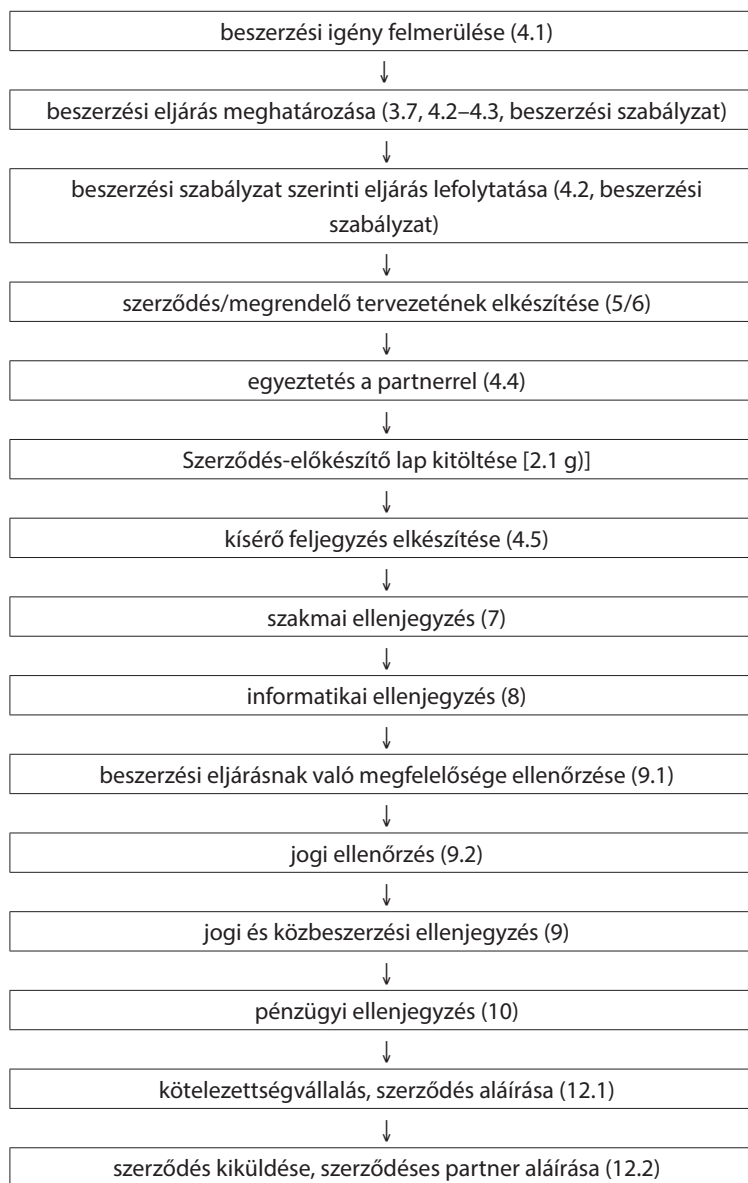 beszerzési igény felmerülése (4.1)
↓
beszerzési eljárás meghatározása (3.7, 4.2–4.3, beszerzési szabályzat)
↓
beszerzési szabályzat szerinti eljárás lefolytatása (4.2, beszerzési
szabályzat)
↓
szerződés/megrendelő tervezetének elkészítése (5/6)
↓
egyeztetés a partnerrel (4.4)
↓
Szerződés-előkészítő lap kitöltése [2.1 g)]
↓
kísérő feljegyzés elkészítése (4.5)
↓
szakmai ellenjegyzés (7)
↓
informatikai ellenjegyzés (8)
↓
beszerzési eljárásnak való megfelelősége ellenőrzése (9.1)
↓
jogi ellenőrzés (9.2)
↓
jogi és közbeszerzési ellenjegyzés (9)
↓
pénzügyi ellenjegyzés (10)
↓
kötelezettségvállalás, szerződés aláírása (12.1)
↓
szerződés kiküldése, szerződéses partner aláírása (12.2)